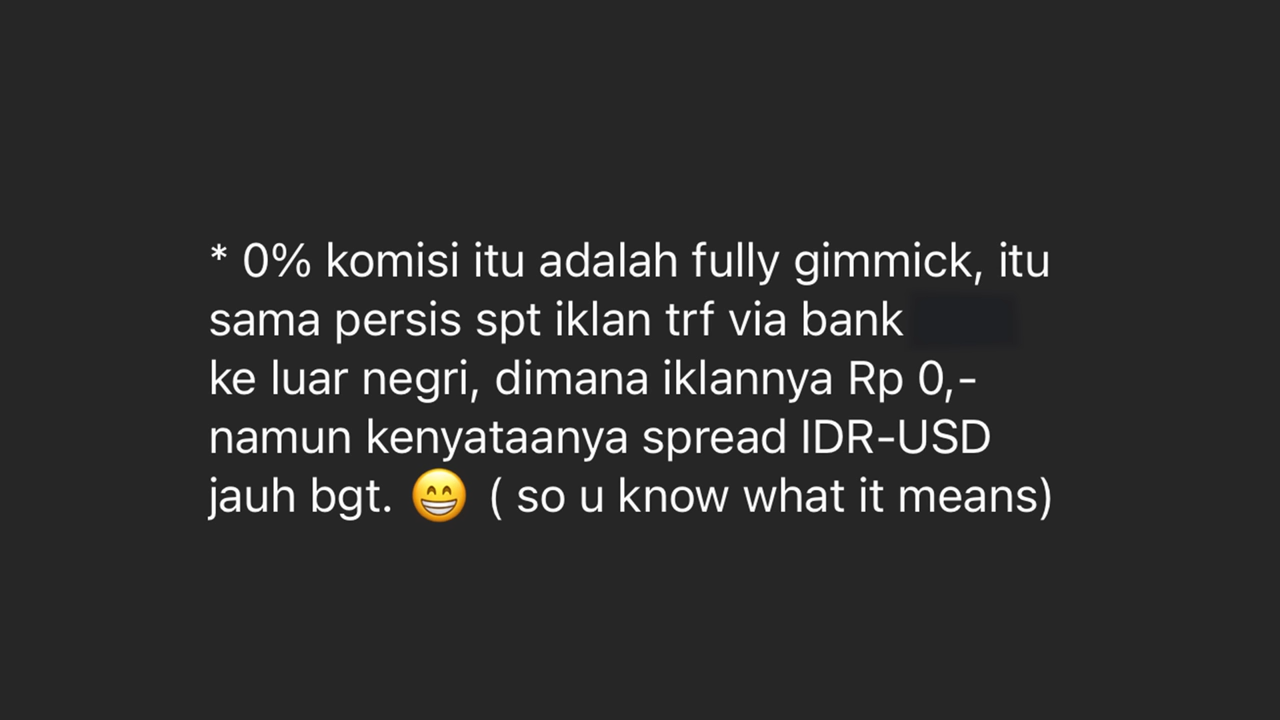 * 0% komisi itu adalah fully gimmick, itu
sama persis spt iklan trf via bank
ke luar negri, dimana iklannya Rp 0,-
namun kenyataanya spread IDR-USD
jauh bgt. 😁 ( so u know what it means)